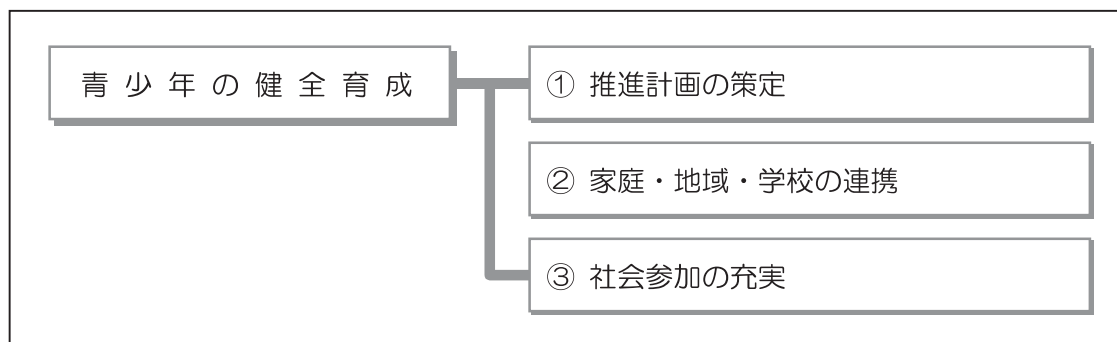 青少年の健全育成
① 推進計画の策定
② 家庭・地域・学校の連携
③ 社会参加の充実